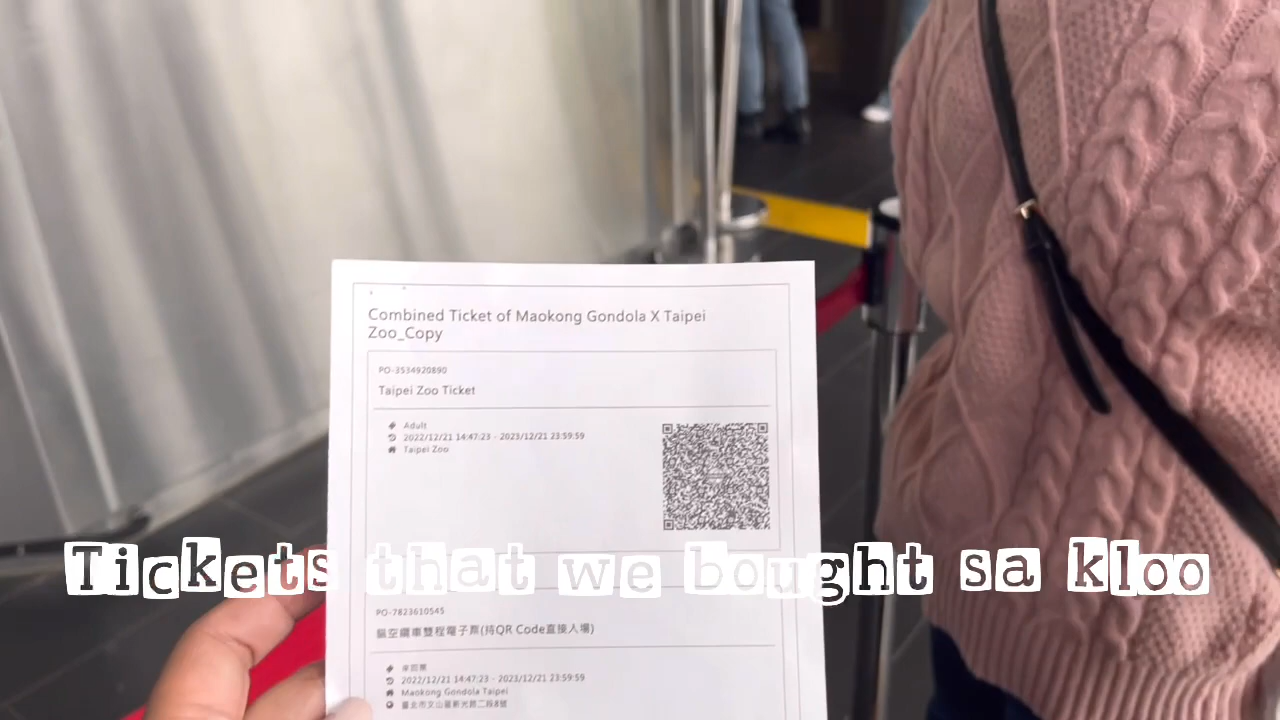 Combined Ticket of Maokong Gondola X Taipei
Zoo_Copy
PO-3534920890
Taipei Zoo Ticket
Adult
2022/12/21 14:47:23 - 2023/12/21 23:59:59
Taipei Zoo
Tickets that we bought sa kloo
PO-7823610545
貓空纜車雙程電子票(持QR Code直接入場)
2022/12/21 14:47:23 - 2023/12/21 23:59:59
Maokong Gondola Taipei
臺北市文山區新光路二段8號